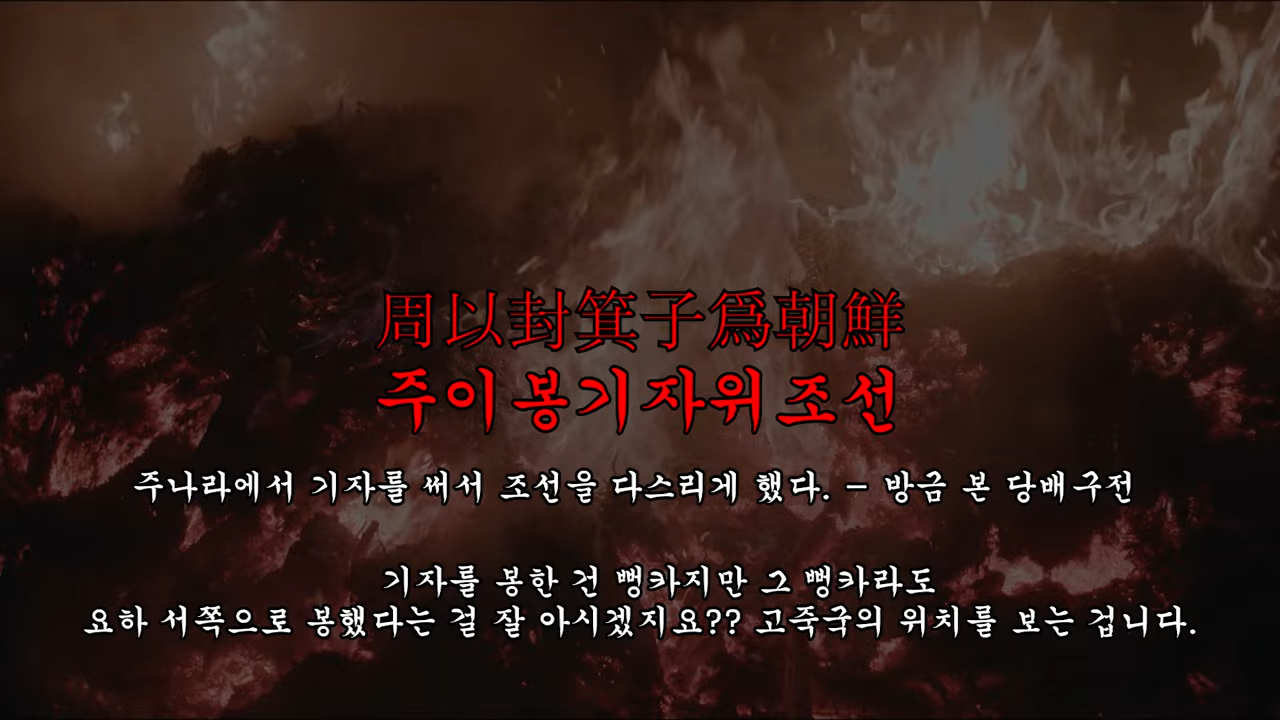 周以封箕子爲朝鮮
주이봉기자위조선
주나라에서 기자를 써서 조선을 다스리게 했다. - 방금 본 당배구전
기자를 봉한 건 뻥카지만 그 뻥카라도
요하 서쪽으로 봉했다는 걸 잘 아시겠지요?? 고죽국의 위치를 보는 겁니다.